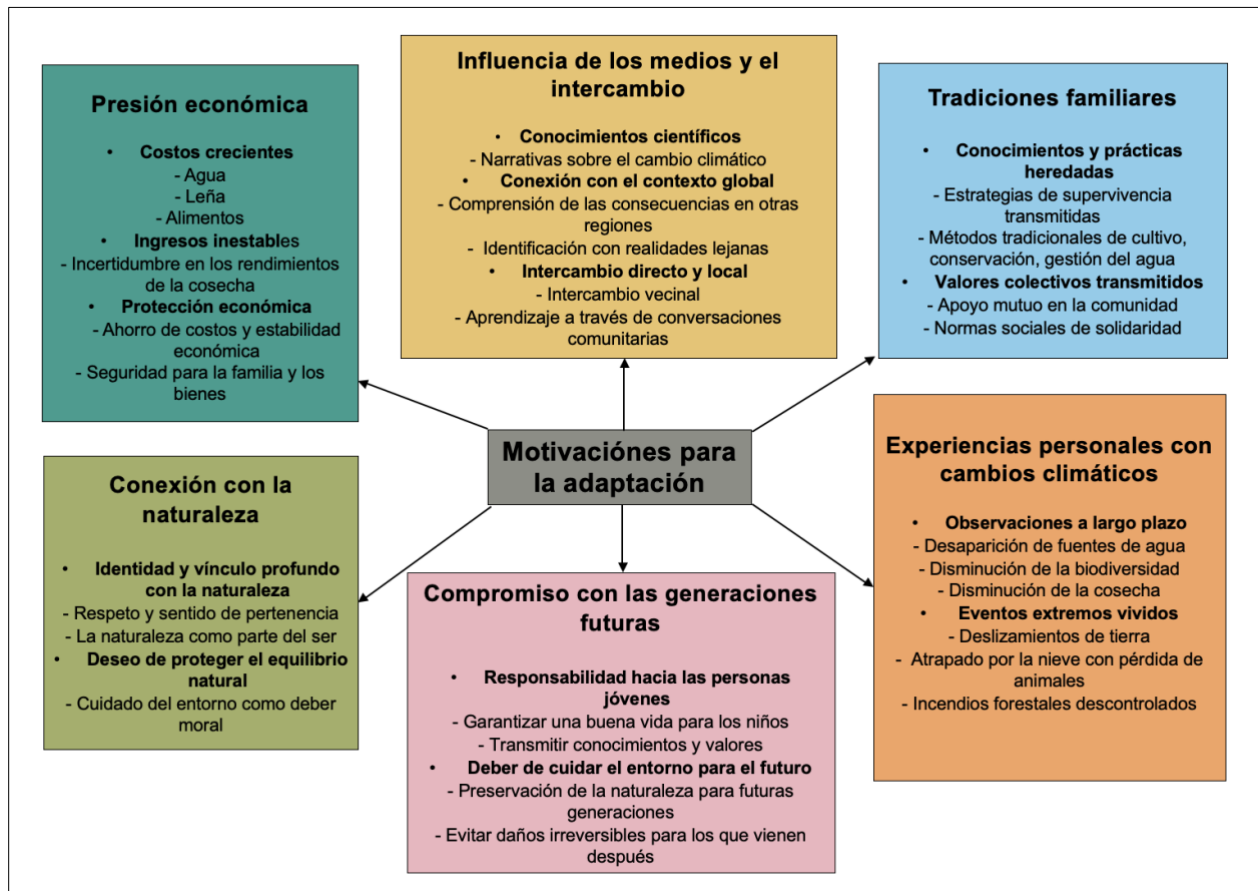 Presión económica
• Costos crecientes
- Agua
- Leña
- Alimentos
• Ingresos inestables
- Incertidumbre en los rendimientos
de la cosecha
• Protección económica
- Ahorro de costos y estabilidad
económica
- Seguridad para la familia y los
bienes
Influencia de los medios y el
intercambio
• Conocimientos científicos
- Narrativas sobre el cambio climático
• Conexión con el contexto global
- Comprensión de las consecuencias en otras
regiones
- Identificación con realidades lejanas
• Intercambio directo y local
- Intercambio vecinal
- Aprendizaje a través de conversaciones
comunitarias
Tradiciones familiares
• Conocimientos y prácticas
heredadas
- Estrategias de supervivencia
transmitidas
- Métodos tradicionales de cultivo,
conservación, gestión del agua
• Valores colectivos transmitidos
- Apoyo mutuo en la comunidad
- Normas sociales de solidaridad
Motivaciónes para
la adaptación
Conexión con la
naturaleza
• Identidad y vínculo profundo
con la naturaleza
- Respeto y sentido de pertenencia
- La naturaleza como parte del ser
• Deseo de proteger el equilibrio
natural
- Cuidado del entorno como deber
moral
Compromiso con las generaciones
futuras
• Responsabilidad hacia las personas
jóvenes
- Garantizar una buena vida para los niños
- Transmitir conocimientos y valores
• Deber de cuidar el entorno para el futuro
- Preservación de la naturaleza para futuras
generaciones
- Evitar daños irreversibles para los que vienen
después
Experiencias personales con
cambios climáticos
• Observaciones a largo plazo
- Desaparición de fuentes de agua
- Disminución de la biodiversidad
- Disminución de la cosecha
• Eventos extremos vividos
- Deslizamientos de tierra
- Atrapado por la nieve con pérdida de
animales
- Incendios forestales descontrolados